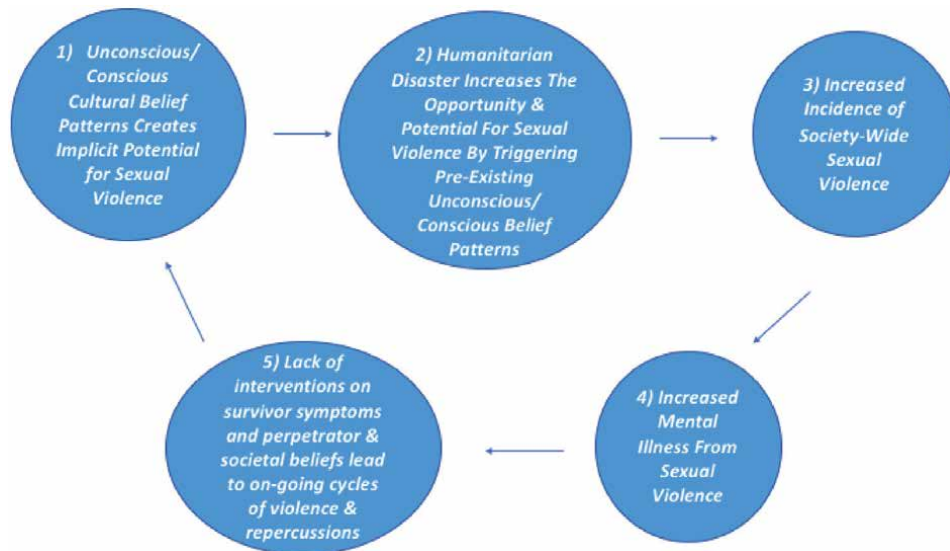 1) Unconscious/
Conscious
Cultural Belief
Patterns Creates
Implicit Potential
for Sexual
Violence
2) Humanitarian
Disaster Increases The
Opportunity &
Potential For Sexual
Violence By Triggering
Pre-Existing
Unconscious/
Conscious Belief
Patterns
3) Increased
Incidence of
Society-Wide
Sexual
Violence
4) Increased
Mental
Illness From
Sexual
Violence
5) Lack of
interventions on
survivor symptoms
and perpetrator &
societal beliefs lead
to on-going cycles
of violence &
repercussions